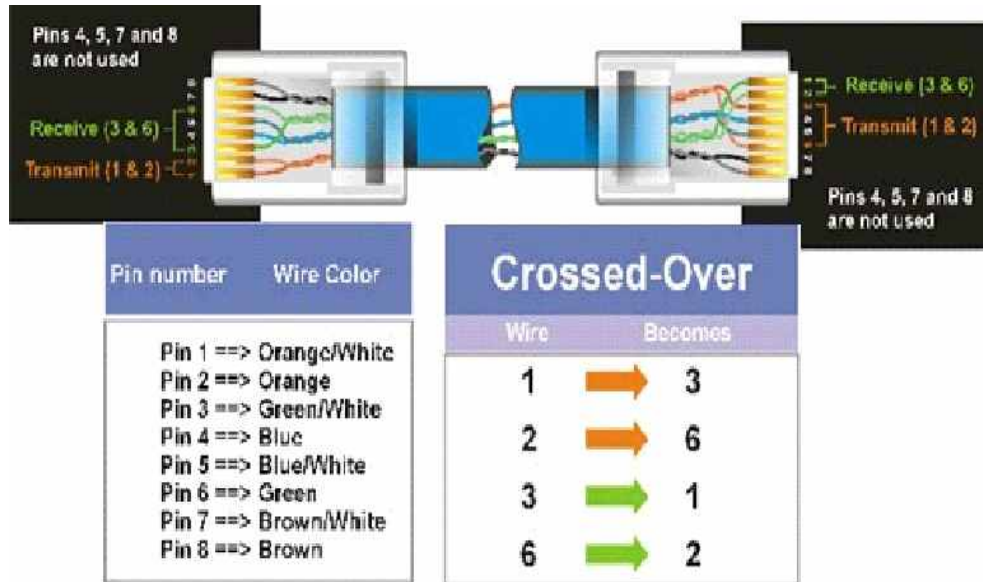 Pins 4, 5, 7 and 8
are not used
Receive (3 & 6)
Transmit (1 & 2)
Receive (3 & 6)
Transmit (1 & 2)
Pins 4, 5, 7 and 8
are not used
Pin number Wire Color
Pin 1 ==> Orange/White
Pin 2 ==> Orange
Pin 3 ==> Green/White
Pin 4 ==> Blue
Pin 5 ==> Blue/White
Pin 6 ==> Green
Pin 7 ==> Brown/White
Pin 8 ==> Brown
Crossed-Over
Wire Becomes
1 3
2 6
3 1
6 2